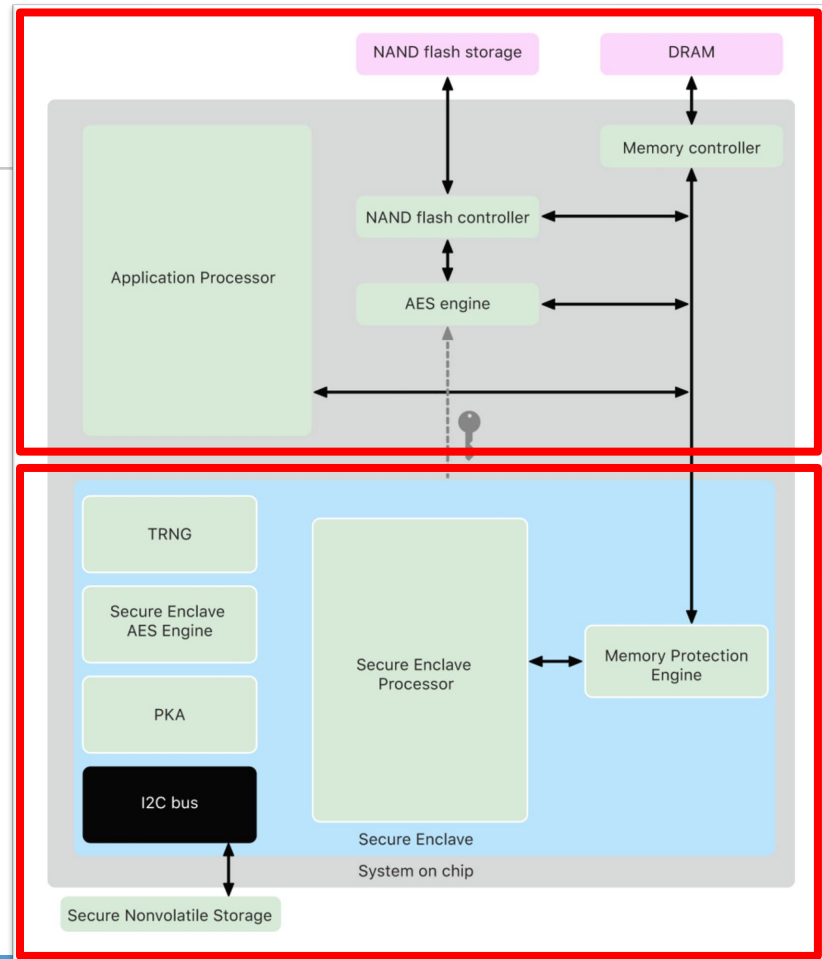 NAND flash storage
DRAM
Memory controller
NAND flash controller
Application Processor
AES engine
TRNG
Secure Enclave
AES Engine
PKA
I2C bus
Secure Enclave
Processor
Memory Protection
Engine
Secure Enclave
System on chip
Secure Nonvolatile Storage